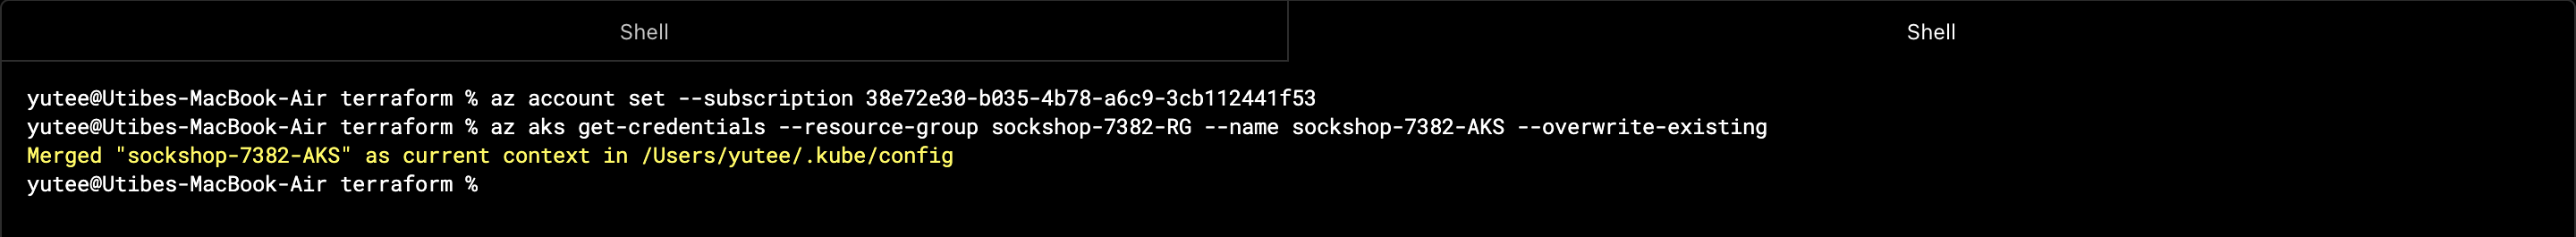 Shell
Shell
yutee@Utibes-MacBook-Air terraform % az account set --subscription 38e72e30-b035-4b78-a6c9-3cb112441f53
yutee@Utibes-MacBook-Air terraform % az aks get-credentials --resource-group sockshop-7382-RG --name sockshop-7382-AKS --overwrite-existing
Merged "sockshop-7382-AKS" as current context in /Users/yutee/.kube/config
yutee@Utibes-MacBook-Air terraform %